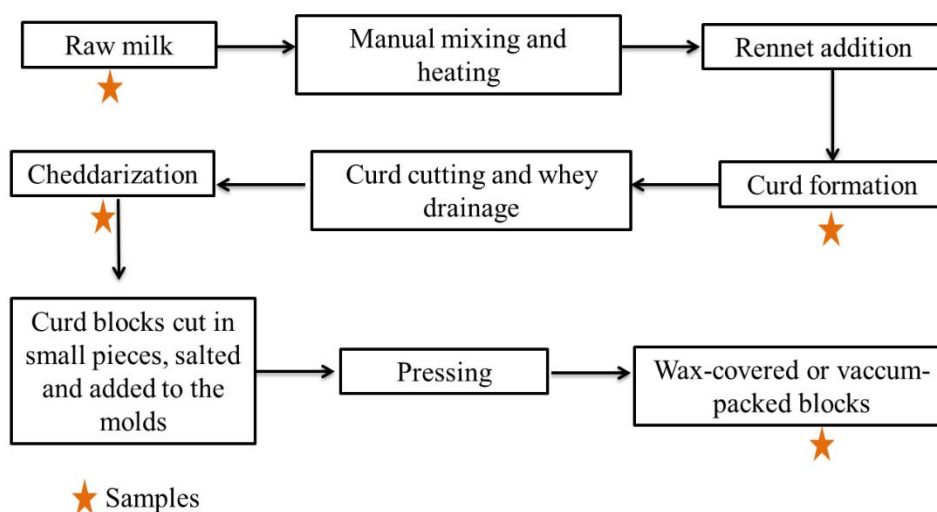 Raw milk
Manual mixing and
heating
Rennet addition
Cheddarization
Curd cutting and whey
drainage
Curd formation
Curd blocks cut in
small pieces, salted
and added to the
molds
Pressing
Wax-covered or vaccum-
packed blocks
Samples